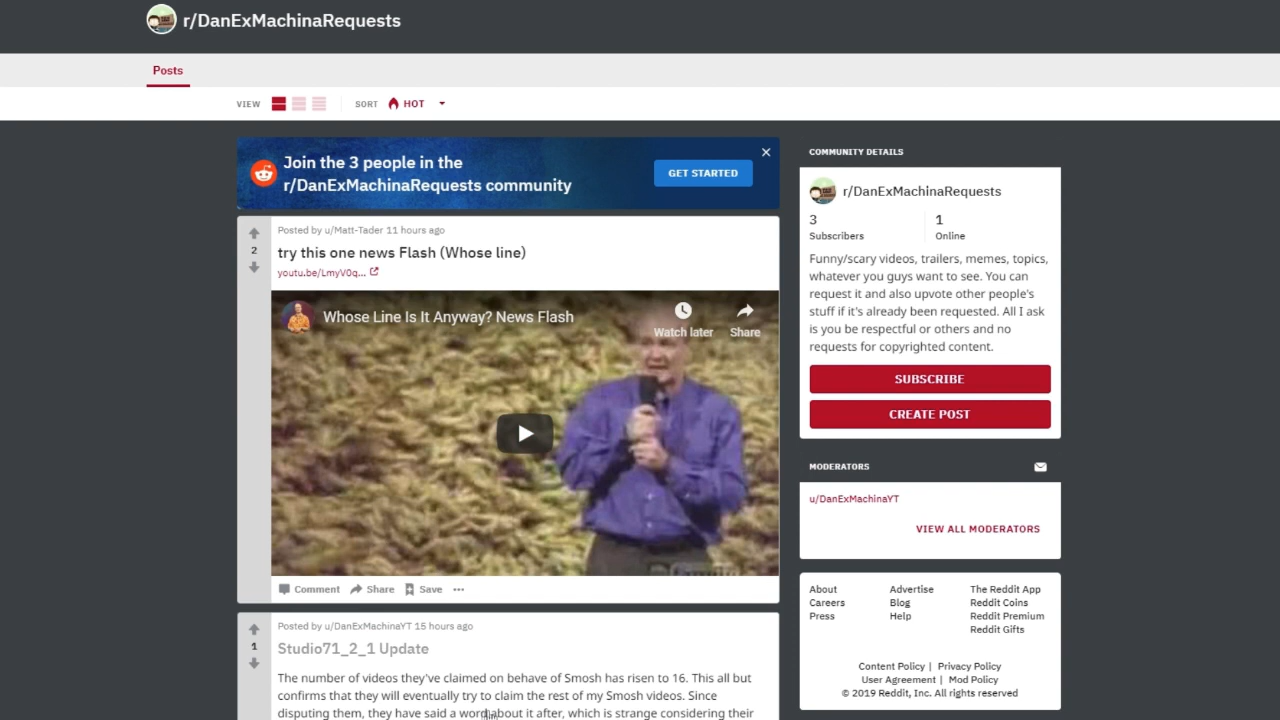 r/DanExMachinaRequests
Posts
VIEW
SORT
HOT
Join the 3 people in the
r/DanExMachinaRequests community
GET STARTED
Posted by u/Matt-Tader 11 hours ago
2
try this one news Flash (Whose line)
youtu.be/LmyV0q...
Whose Line Is It Anyway? News Flash
Watch later
Share
Comment
Share
Save
Posted by u/DanExMachinaYT 15 hours ago
1
Studio71_2_1 Update
The number of videos they've claimed on behave of Smosh has risen to 16. This all but
confirms that they will eventually try to claim the rest of my Smosh videos. Since
disputing them, they have said a word about it after, which is strange considering their
COMMUNITY DETAILS
r/DanExMachinaRequests
3
Subscribers
1
Online
Funny/scary videos, trailers, memes, topics,
whatever you guys want to see. You can
request it and also upvote other people's
stuff if it's already been requested. All I ask
is you be respectful or others and no
requests for copyrighted content.
SUBSCRIBE
CREATE POST
MODERATORS
u/DanExMachinaYT
VIEW ALL MODERATORS
About
Careers
Press
Advertise
Blog
Help
The Reddit App
Reddit Coins
Reddit Premium
Reddit Gifts
Content Policy | Privacy Policy
User Agreement | Mod Policy
© 2019 Reddit, Inc. All rights reserved